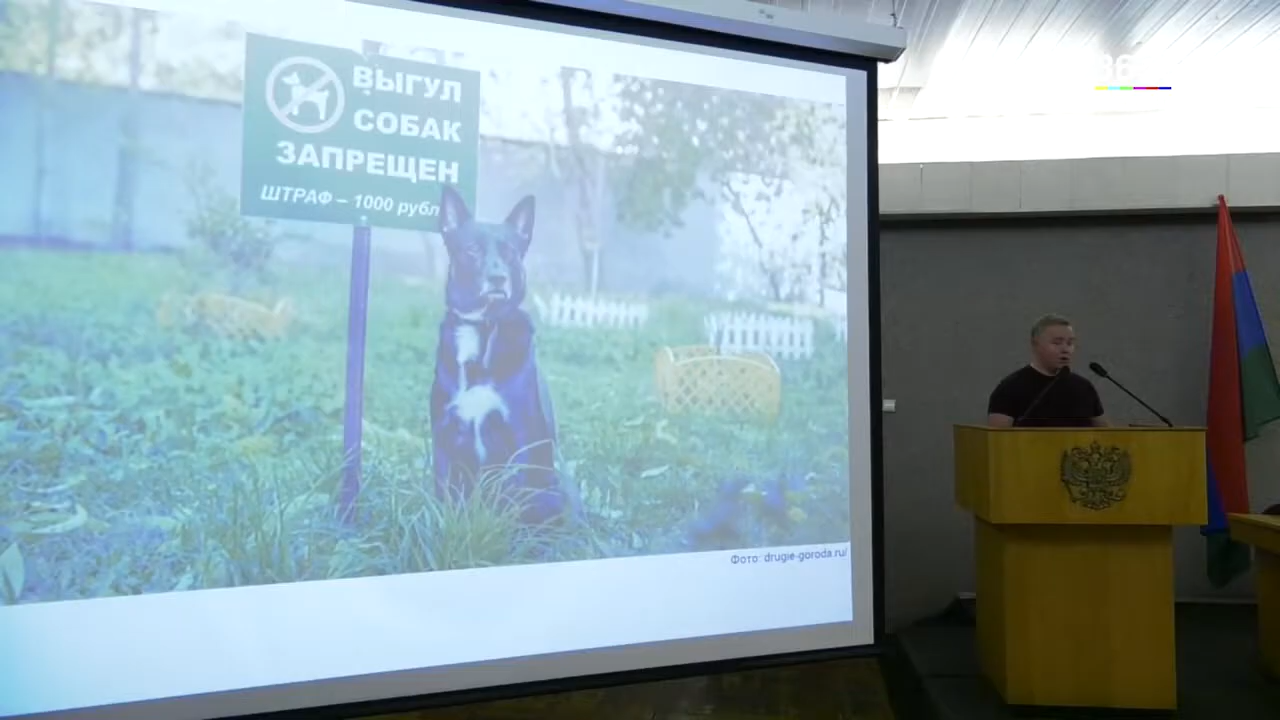 ВЫГУЛ
СОБАК
ЗАПРЕЩЕН
ШТРАФ – 1000 рубл
Фото: drugie-goroda.ru/